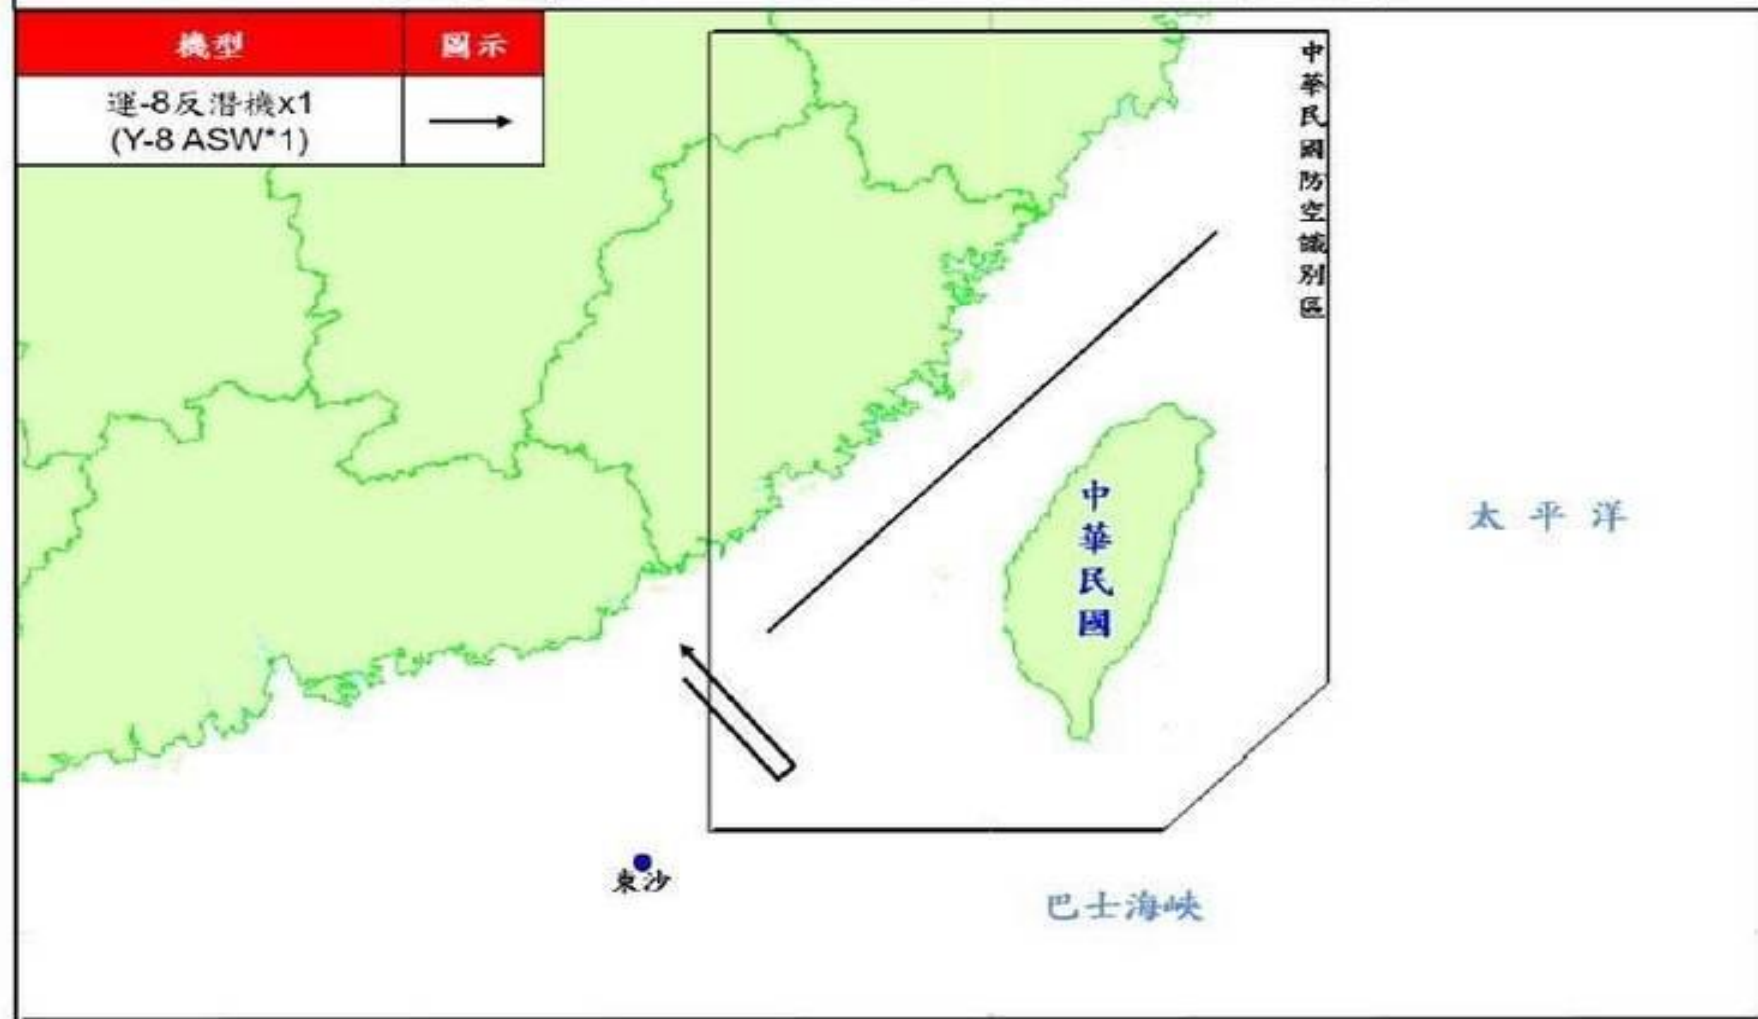 機型
圖示
運-8反潛機x1
(Y-8 ASW*1)
中華民國防空識別區
中華民國
太平洋
東沙
巴士海峽